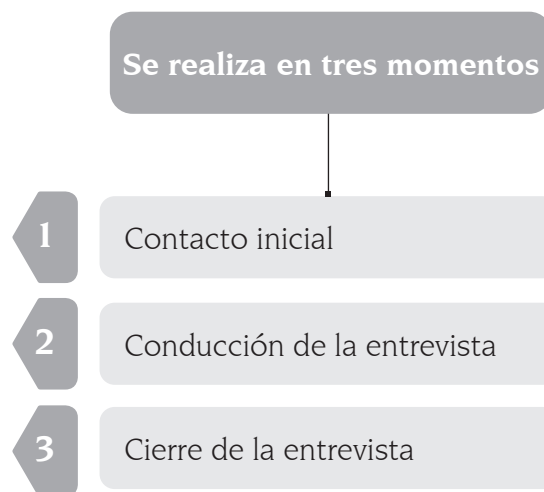 Se realiza en tres momentos
1 Contacto inicial
2 Conducción de la entrevista
3 Cierre de la entrevista